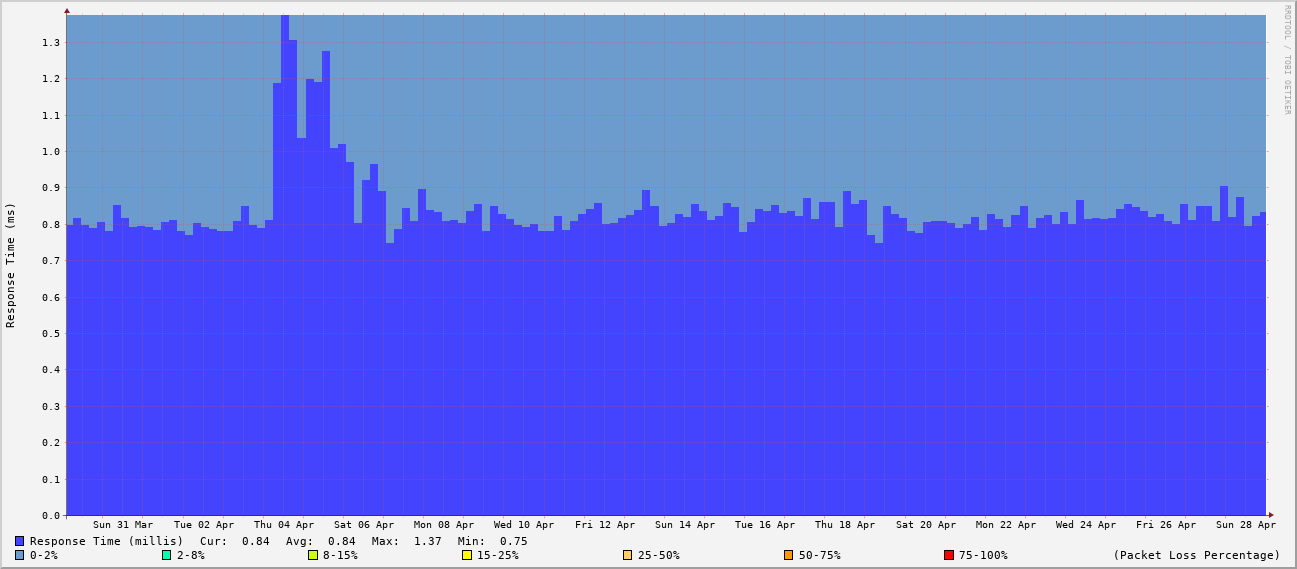 RRDTOOL / TOBI OETIKER
Response Time (ms)
1.3
1.2
1.1
1.0
0.9
0.8
0.7
0.6
0.5
0.4
0.3
0.2
0.1
0.0
Sun 31 Mar Tue 02 Apr Thu 04 Apr Sat 06 Apr Mon 08 Apr Wed 10 Apr Fri 12 Apr Sun 14 Apr Tue 16 Apr Thu 18 Apr Sat 20 Apr Mon 22 Apr Wed 24 Apr Fri 26 Apr Sun 28 Apr
Response Time (millis) Cur: 0.84 Avg: 0.84 Max: 1.37 Min: 0.75
0-2% 2-8% 8-15% 15-25% 25-50% 50-75% 75-100% (Packet Loss Percentage)